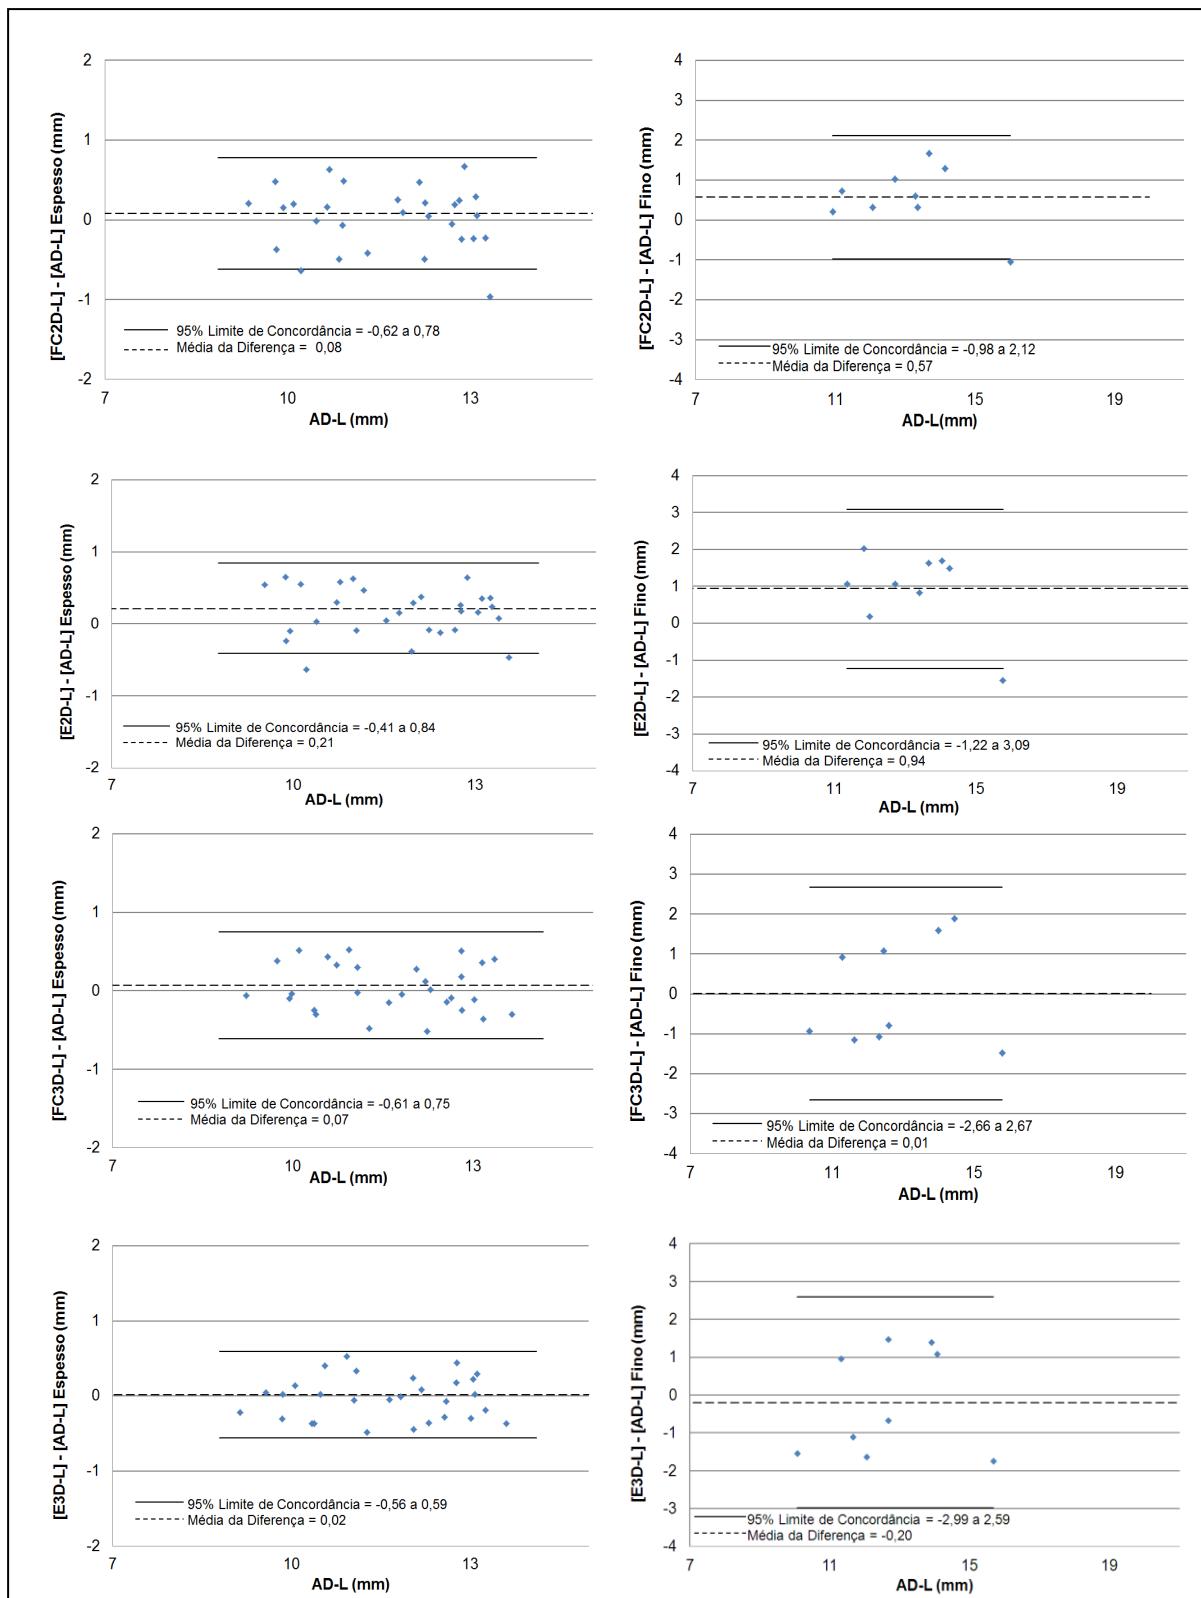 [FC2D-L] - [AD-L] Espesso (mm)
2
1
0
-1
-2
95% Limite de Concordância = -0,62 a 0,78
Média da Diferença = 0,08
7 10 13
AD-L (mm)
[FC2D-L] - [AD-L] Fino (mm)
4
3
2
1
0
-1
-2
-3
-4
95% Limite de Concordância = -0,98 a 2,12
Média da Diferença = 0,57
7 11 15 19
AD-L(mm)
[E2D-L] - [AD-L] Espesso (mm)
2
1
0
-1
-2
95% Limite de Concordância = -0,41 a 0,84
Média da Diferença = 0,21
7 10 13
AD-L (mm)
[E2D-L] - [AD-L] Fino (mm)
4
3
2
1
0
-1
-2
-3
-4
95% Limite de Concordância = -1,22 a 3,09
Média da Diferença = 0,94
7 11 15 19
AD-L (mm)
[FC3D-L] - [AD-L] Espesso (mm)
2
1
0
-1
-2
95% Limite de Concordância = -0,61 a 0,75
Média da Diferença = 0,07
7 10 13
AD-L (mm)
[FC3D-L] - [AD-L] Fino (mm)
4
3
2
1
0
-1
-2
-3
-4
95% Limite de Concordância = -2,66 a 2,67
Média da Diferença = 0,01
7 11 15 19
AD-L (mm)
[E3D-L] - [AD-L] Espesso (mm)
2
1
0
-1
-2
95% Limite de Concordância = -0,56 a 0,59
Média da Diferença = 0,02
7 10 13
AD-L (mm)
[E3D-L] - [AD-L] Fino (mm)
4
3
2
1
0
-1
-2
-3
-4
95% Limite de Concordância = -2,99 a 2,59
Média da Diferença = -0,20
7 11 15 19
AD-L (mm)